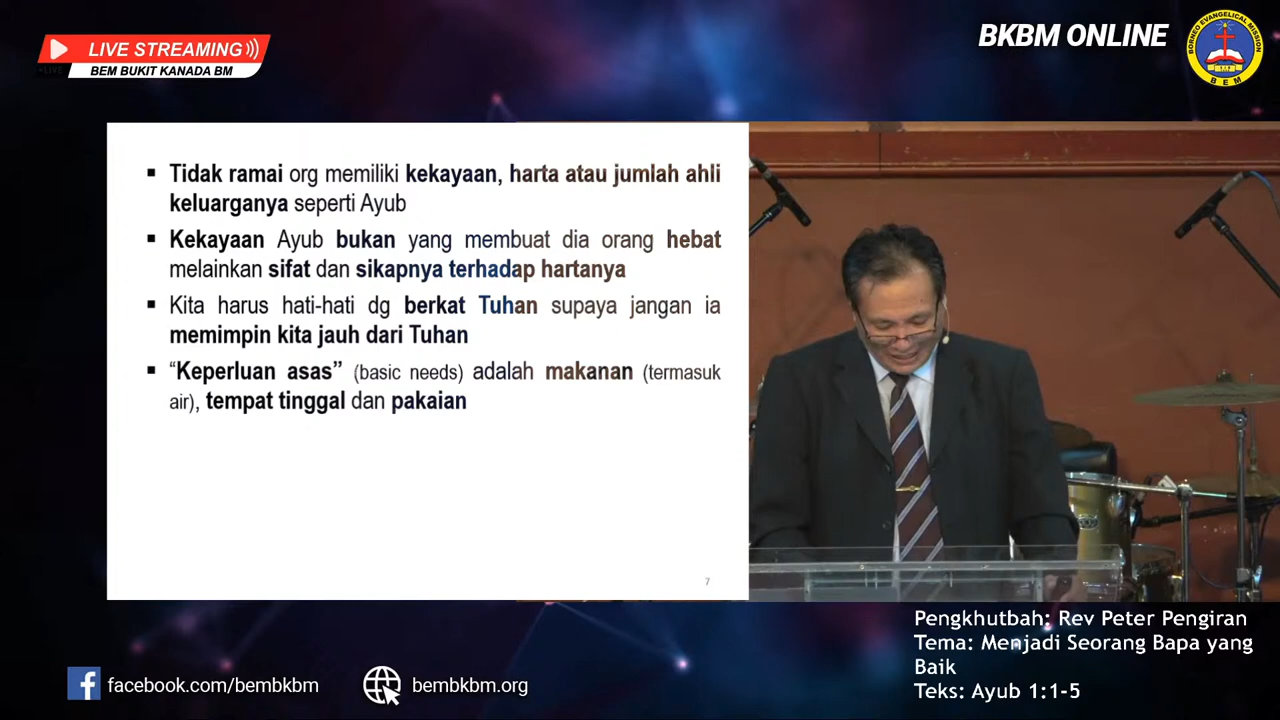 LIVE STREAMING
BEM BUKIT KANADA BM
BKBM ONLINE
BORNEO EVANGELICAL MISSION
B E M
▪ Tidak ramai org memiliki kekayaan, harta atau jumlah ahli
keluarganya seperti Ayub
▪ Kekayaan Ayub bukan yang membuat dia orang hebat
melainkan sifat dan sikapnya terhadap hartanya
▪ Kita harus hati-hati dg berkat Tuhan supaya jangan ia
memimpin kita jauh dari Tuhan
▪ “Keperluan asas” (basic needs) adalah makanan (termasuk
air), tempat tinggal dan pakaian
7
Pengkhutbah: Rev Peter Pengiran
Tema: Menjadi Seorang Bapa yang
Baik
Teks: Ayub 1:1-5
facebook.com/bembkbm
bembkbm.org